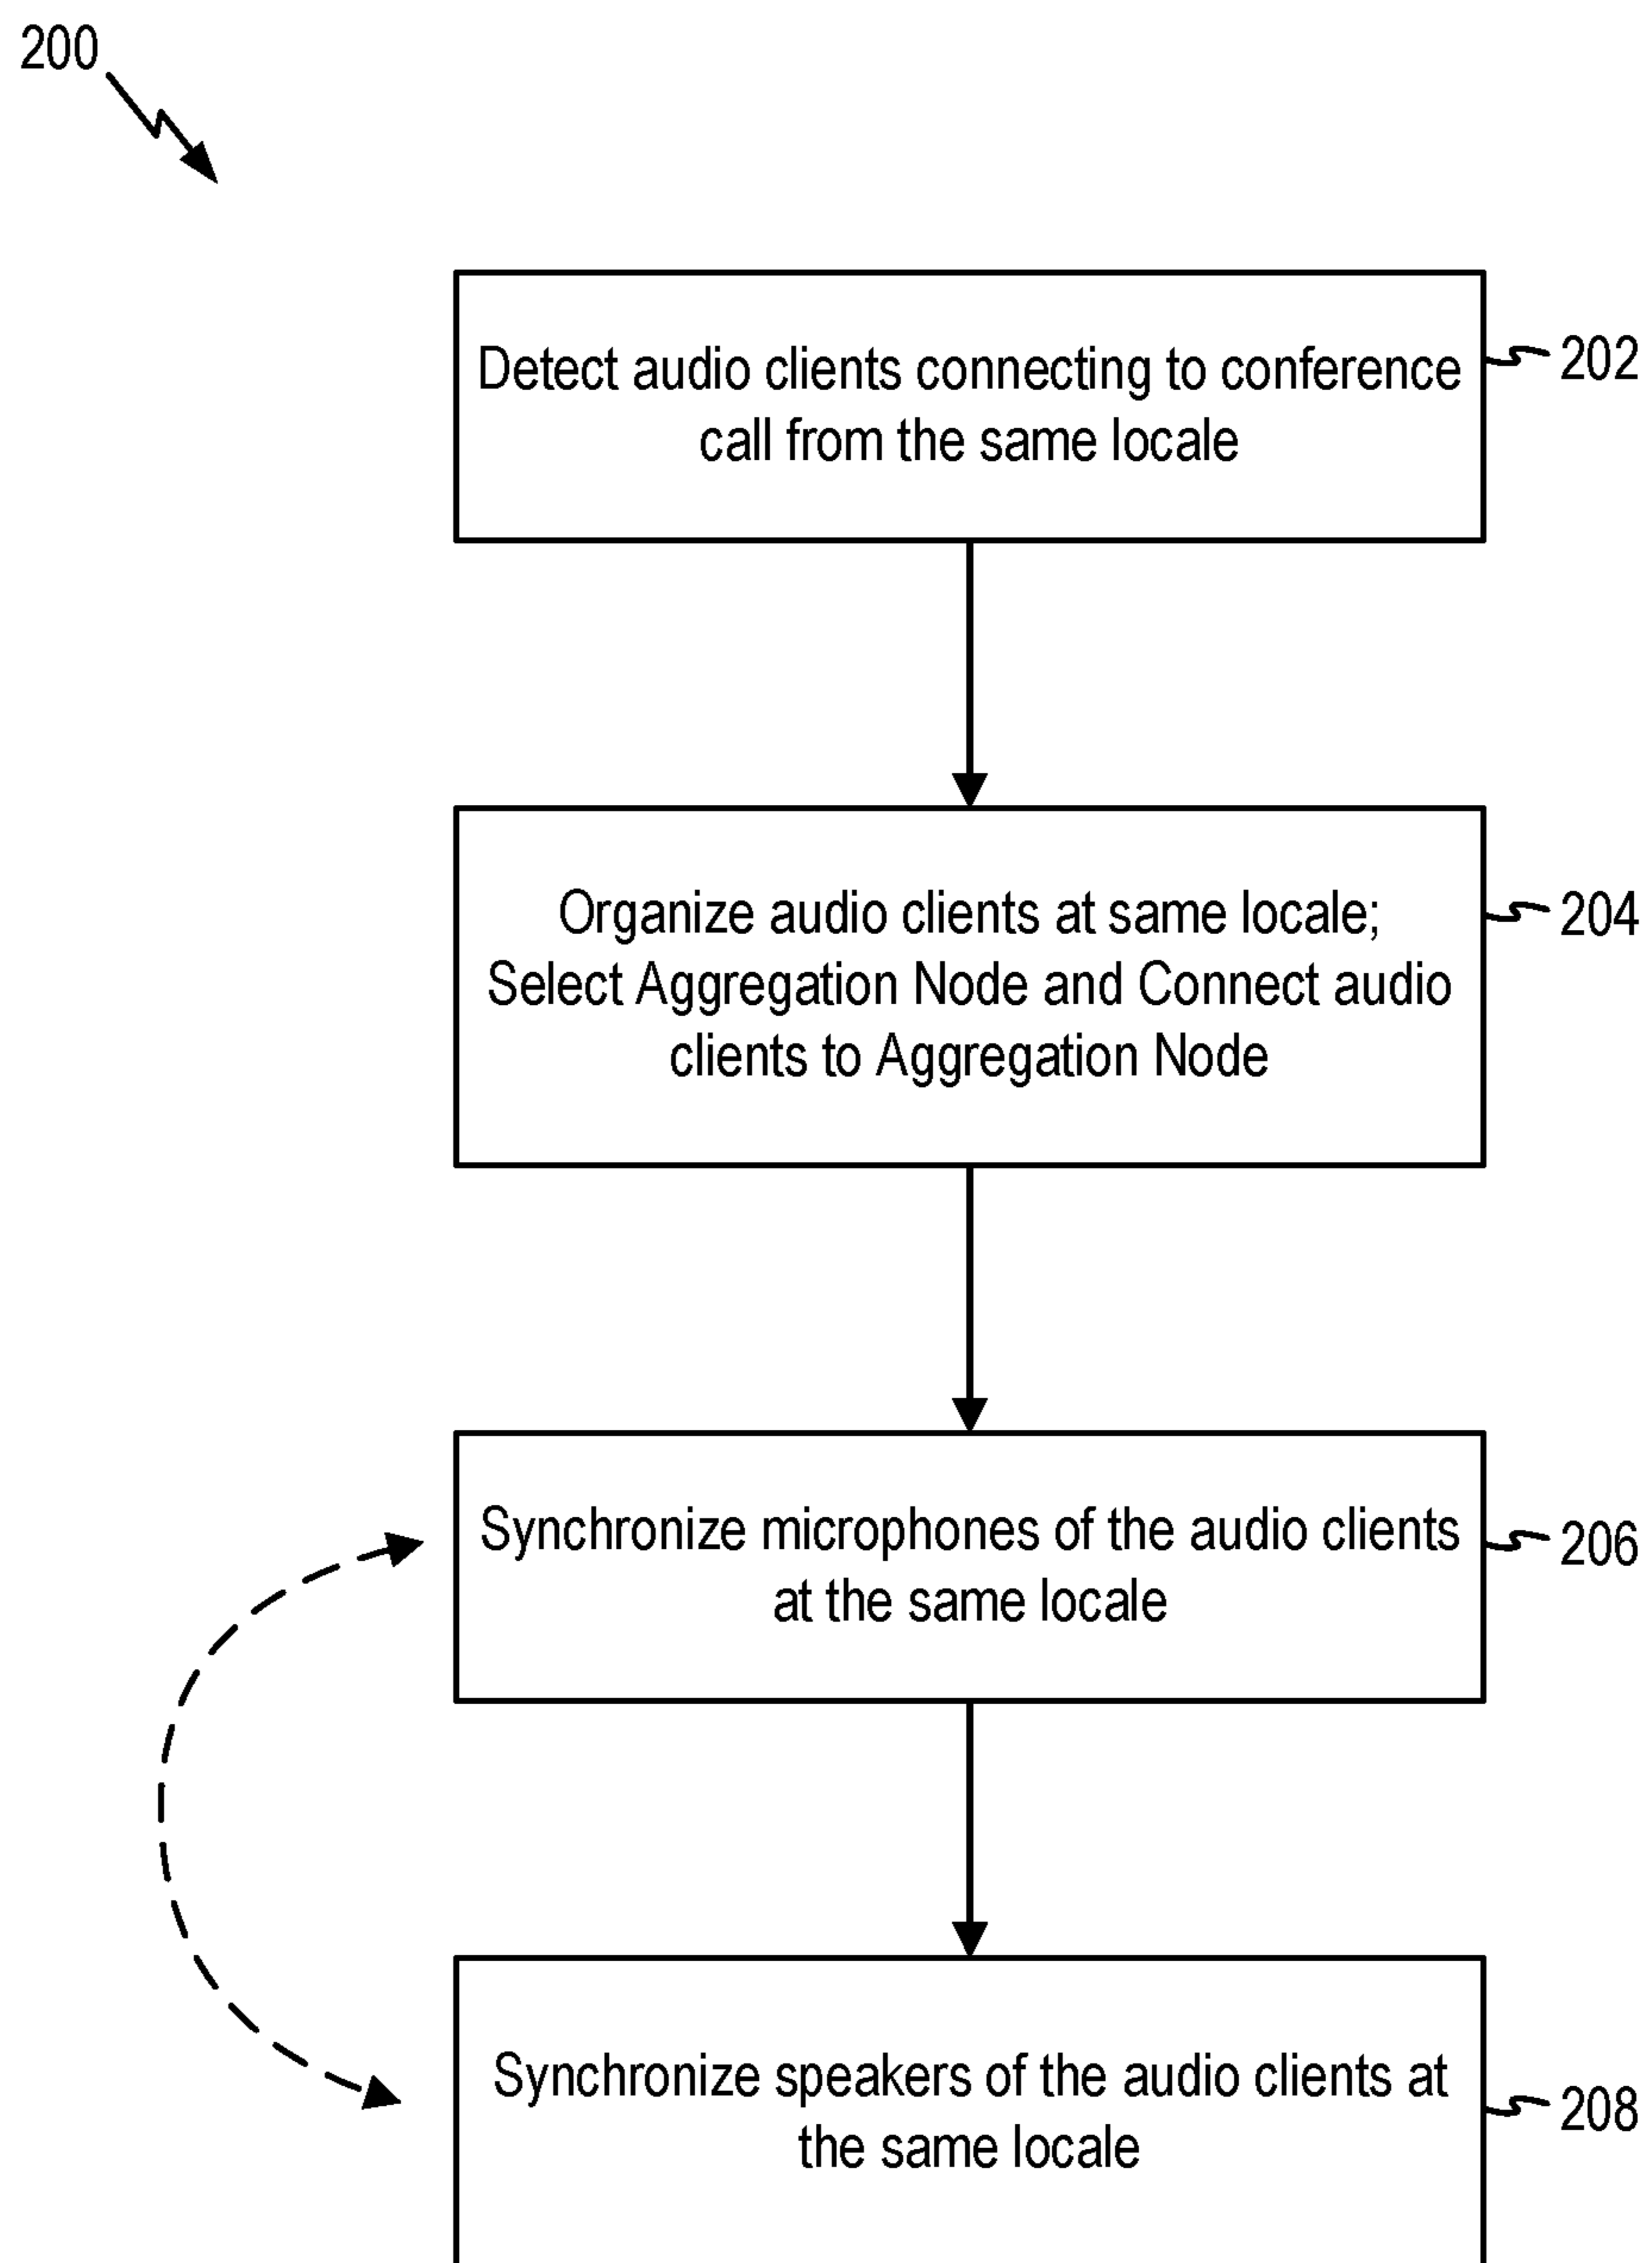 200
Detect audio clients connecting to conference
call from the same locale
202
Organize audio clients at same locale;
Select Aggregation Node and Connect audio
clients to Aggregation Node
204
Synchronize microphones of the audio clients
at the same locale
206
Synchronize speakers of the audio clients at
the same locale
208